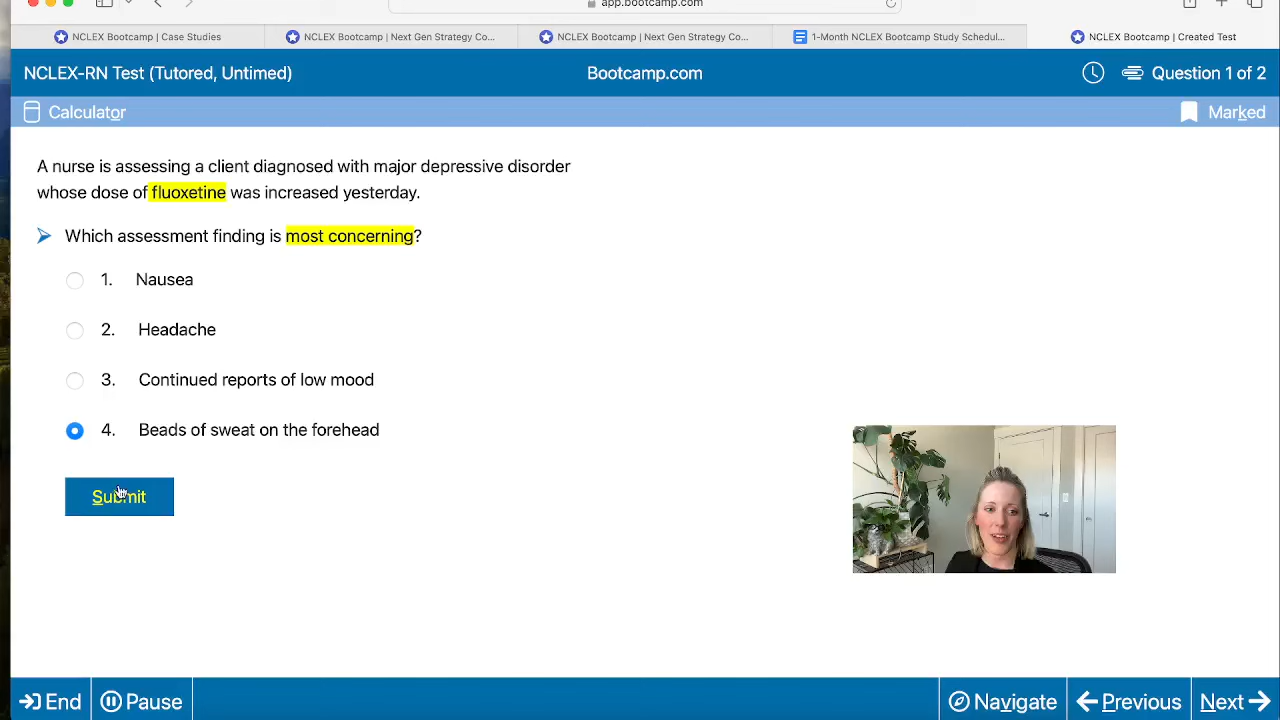 app.bootcamp.com
NCLEX Bootcamp | Case Studies
NCLEX Bootcamp | Next Gen Strategy Co...
NCLEX Bootcamp | Next Gen Strategy Co...
1-Month NCLEX Bootcamp Study Schedul...
NCLEX Bootcamp | Created Test
NCLEX-RN Test (Tutored, Untimed)
Bootcamp.com
Question 1 of 2
Calculator
Marked
A nurse is assessing a client diagnosed with major depressive disorder
whose dose of fluoxetine was increased yesterday.
Which assessment finding is most concerning?
1. Nausea
2. Headache
3. Continued reports of low mood
4. Beads of sweat on the forehead
Submit
End
Pause
Navigate
Previous
Next